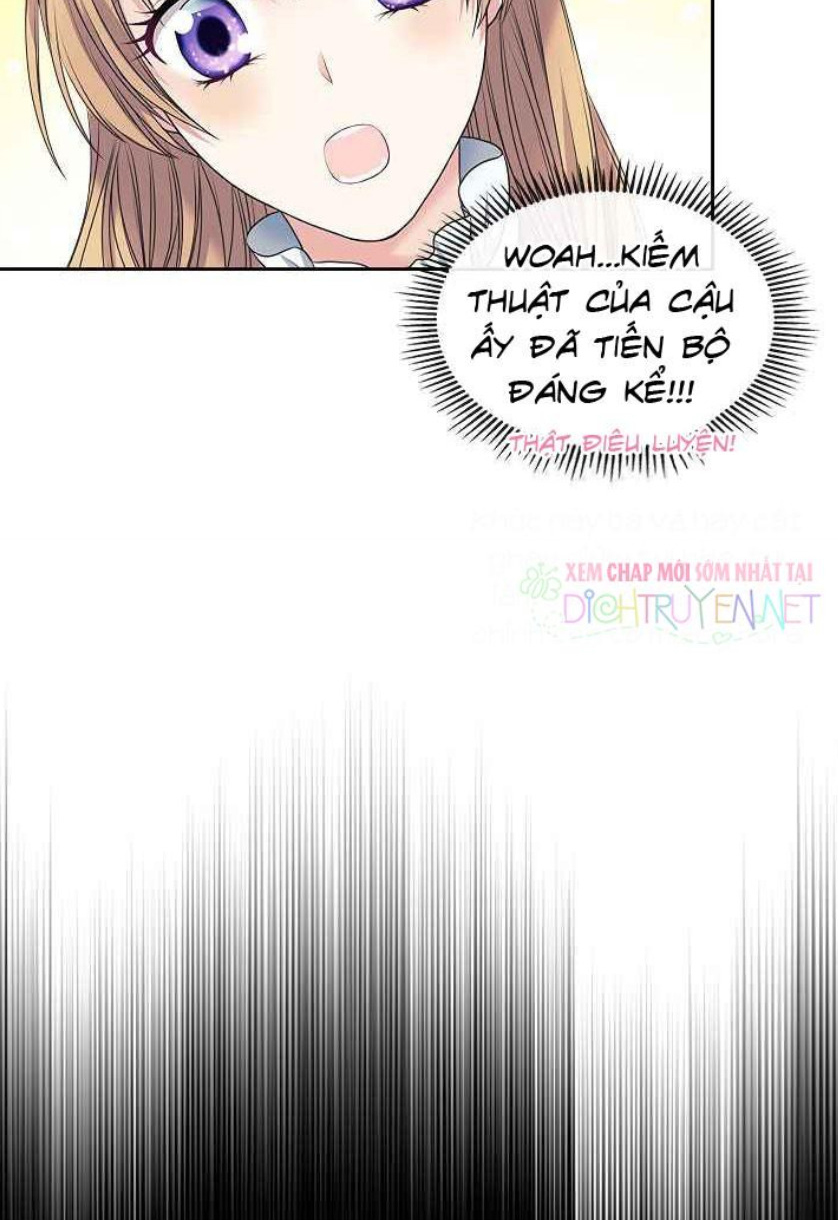 WOAH...KIẾM
THUẬT CỦA CẬU
ẤY ĐÃ TIẾN BỘ
ĐÁNG KỂ!!!
THẬT ĐIÊU LUYỆN!
XEM CHAP MỚI SỚM NHẤT TẠI
DICHTRUYEN.NET